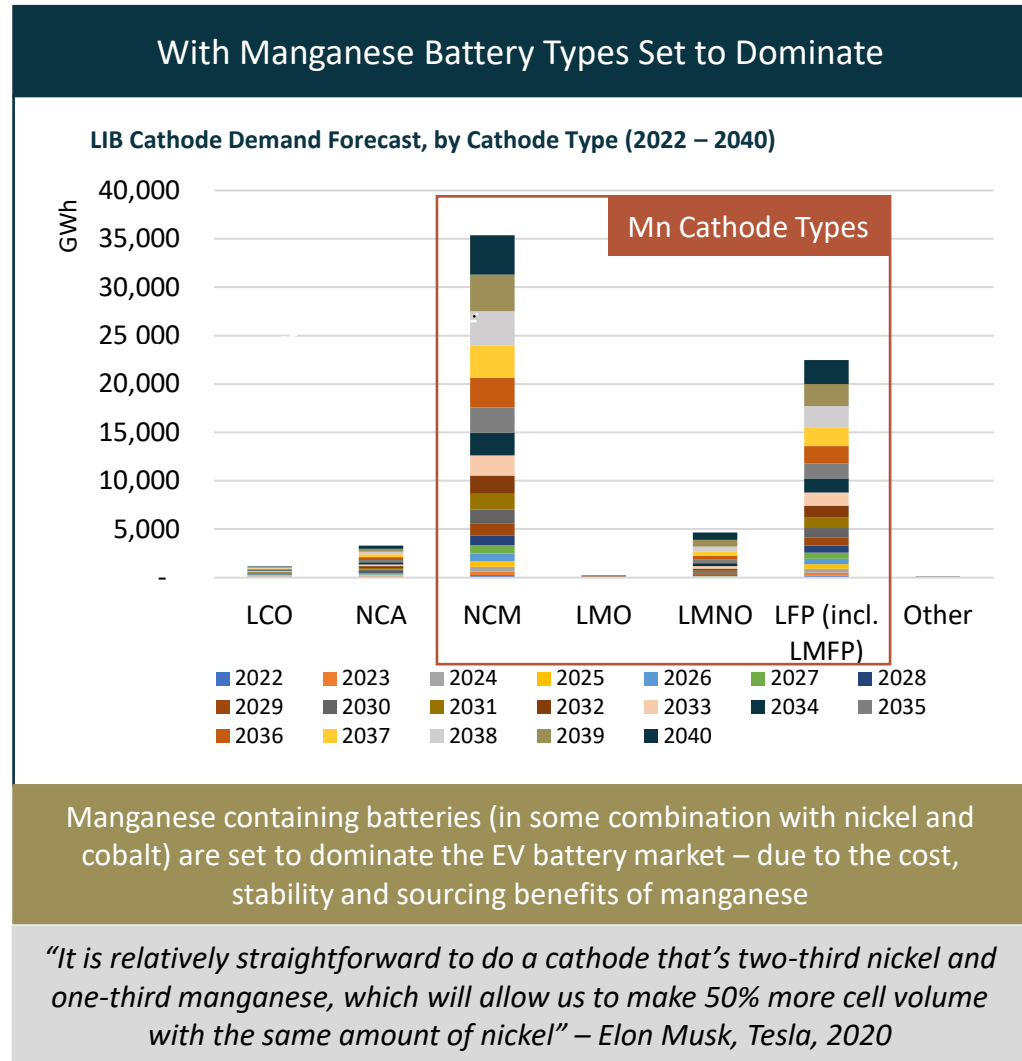 With Manganese Battery Types Set to Dominate
LIB Cathode Demand Forecast, by Cathode Type (2022 – 2040)
GWh
40,000
35,000
30,000
25 000
20,000
15,000
10,000
5,000
-
Mn Cathode Types
LCO
NCA
NCM
LMO
LMNO
LFP (incl.
LMFP)
Other
2022 2023 2024 2025 2026 2027 2028
2029 2030 2031 2032 2033 2034 2035
2036 2037 2038 2039 2040
Manganese containing batteries (in some combination with nickel and
cobalt) are set to dominate the EV battery market – due to the cost,
stability and sourcing benefits of manganese
“It is relatively straightforward to do a cathode that’s two-third nickel and
one-third manganese, which will allow us to make 50% more cell volume
with the same amount of nickel” – Elon Musk, Tesla, 2020